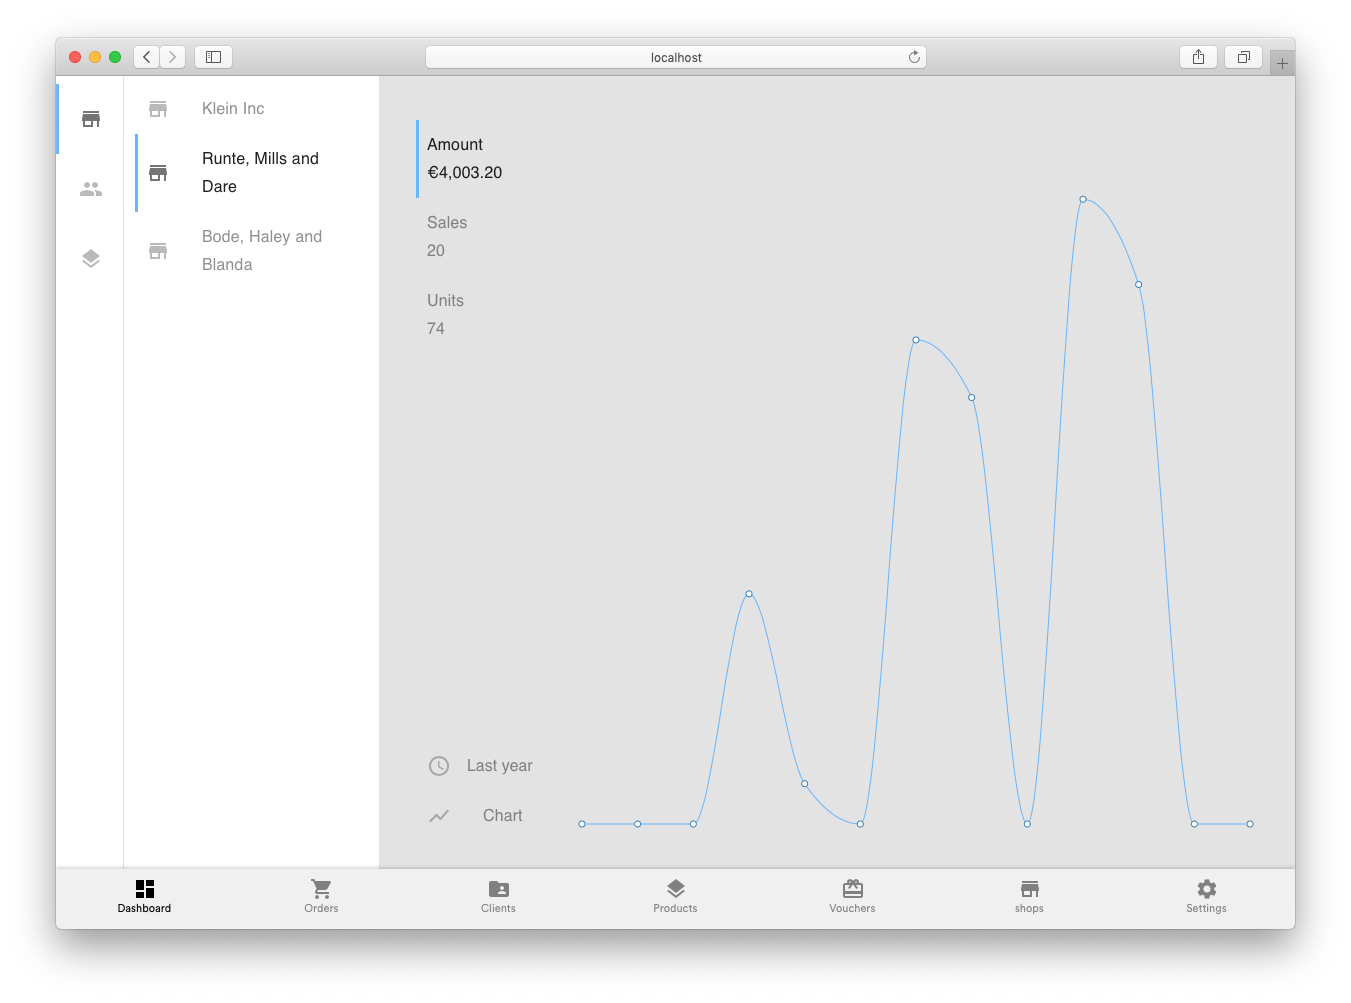 localhost
Klein Inc
Runte, Mills and
Dare
Bode, Haley and
Blanda
Amount
€4,003.20
Sales
20
Units
74
Last year
Chart
Dashboard
Orders
Clients
Products
Vouchers
shops
Settings